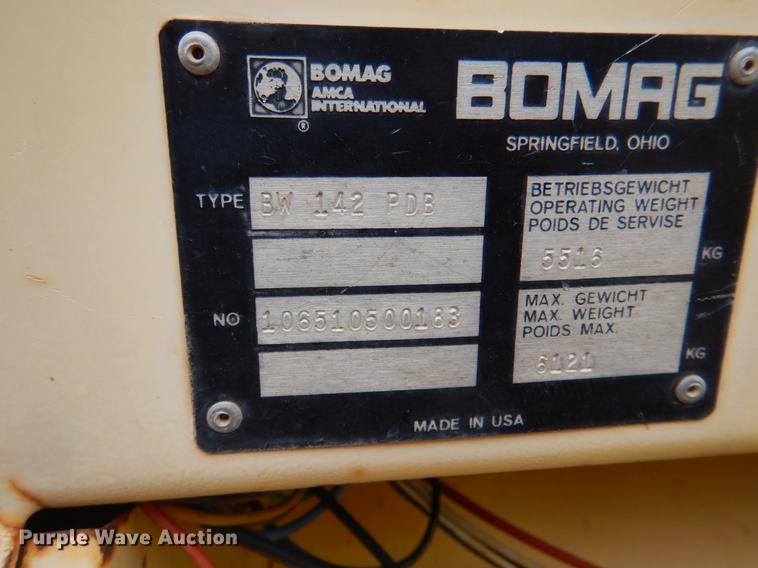 BOMAG
AMCA
INTERNATIONAL
®
BOMAG
SPRINGFIELD, OHIO
TYPE BW 142 PDB
BETRIEBSGEWICHT
OPERATING WEIGHT
POIDS DE SERVISE
5516 KG
NO 106510500183
MAX. GEWICHT
MAX. WEIGHT
POIDS MAX.
6121 KG
MADE IN USA
Purple Wave Auction